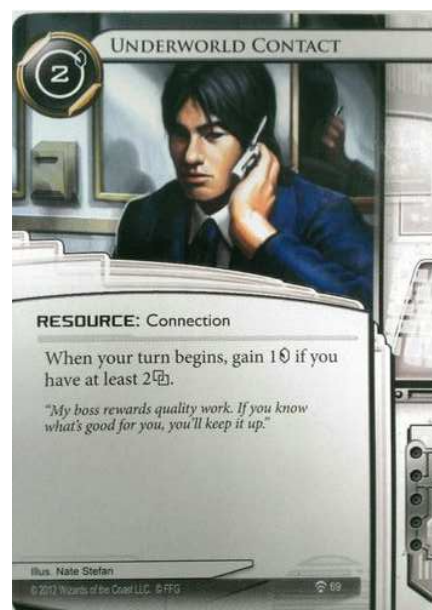 UNDERWORLD CONTACT
2
RESOURCE: Connection
When your turn begins, gain 1 if you
have at least 2.
"My boss rewards quality work. If you know
what's good for you, you'll keep it up."
Illus. Nate Stefan
© 2012 Wizards of the Coast LLC. © FFG
69